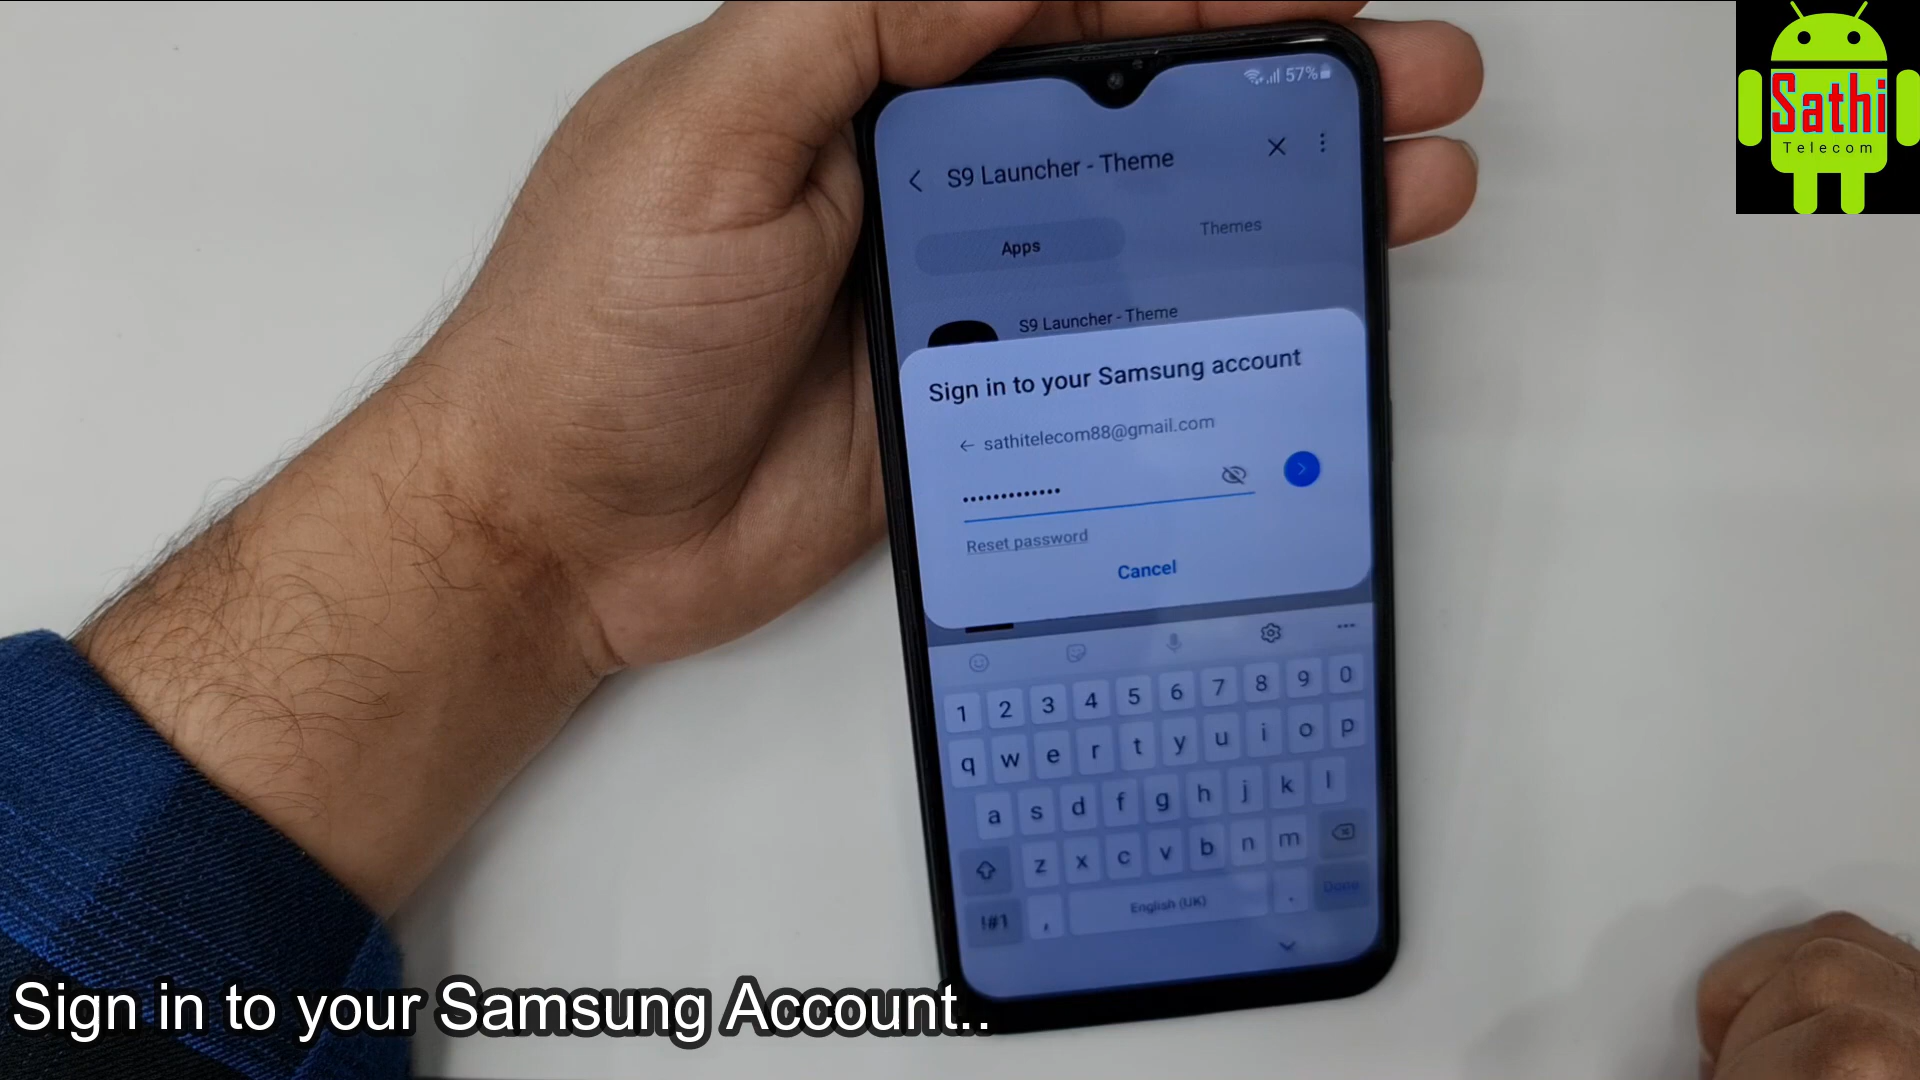 57%
S9 Launcher - Theme
Apps
Themes
S9 Launcher - Theme
Sign in to your Samsung account
sathitelecom88@gmail.com
•••••••••••••
Reset password
Cancel
1 2 3 4 5 6 7 8 9 0
q w e r t y u i o p
a s d f g h j k l
z x c v b n m
!#1 , English (UK) . Done
Sathi
Telecom
Sign in to your Samsung Account..